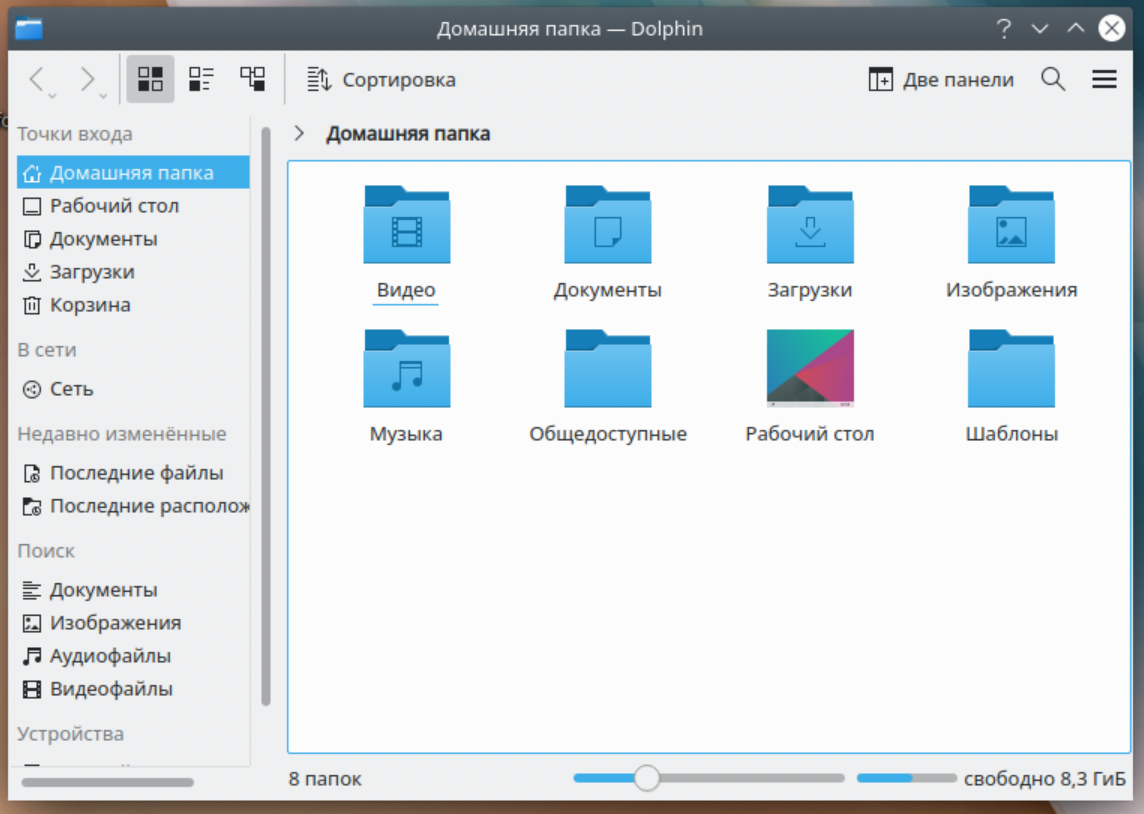 Домашняя папка — Dolphin
Сортировка
Две панели
Точки входа
Домашняя папка
Рабочий стол
Документы
Загрузки
Корзина
В сети
Сеть
Недавно изменённые
Последние файлы
Последние располож
Поиск
Документы
Изображения
Аудиофайлы
Видеофайлы
Устройства
Домашняя папка
Видео
Документы
Загрузки
Изображения
Музыка
Общедоступные
Рабочий стол
Шаблоны
8 папок
свободно 8,3 ГиБ